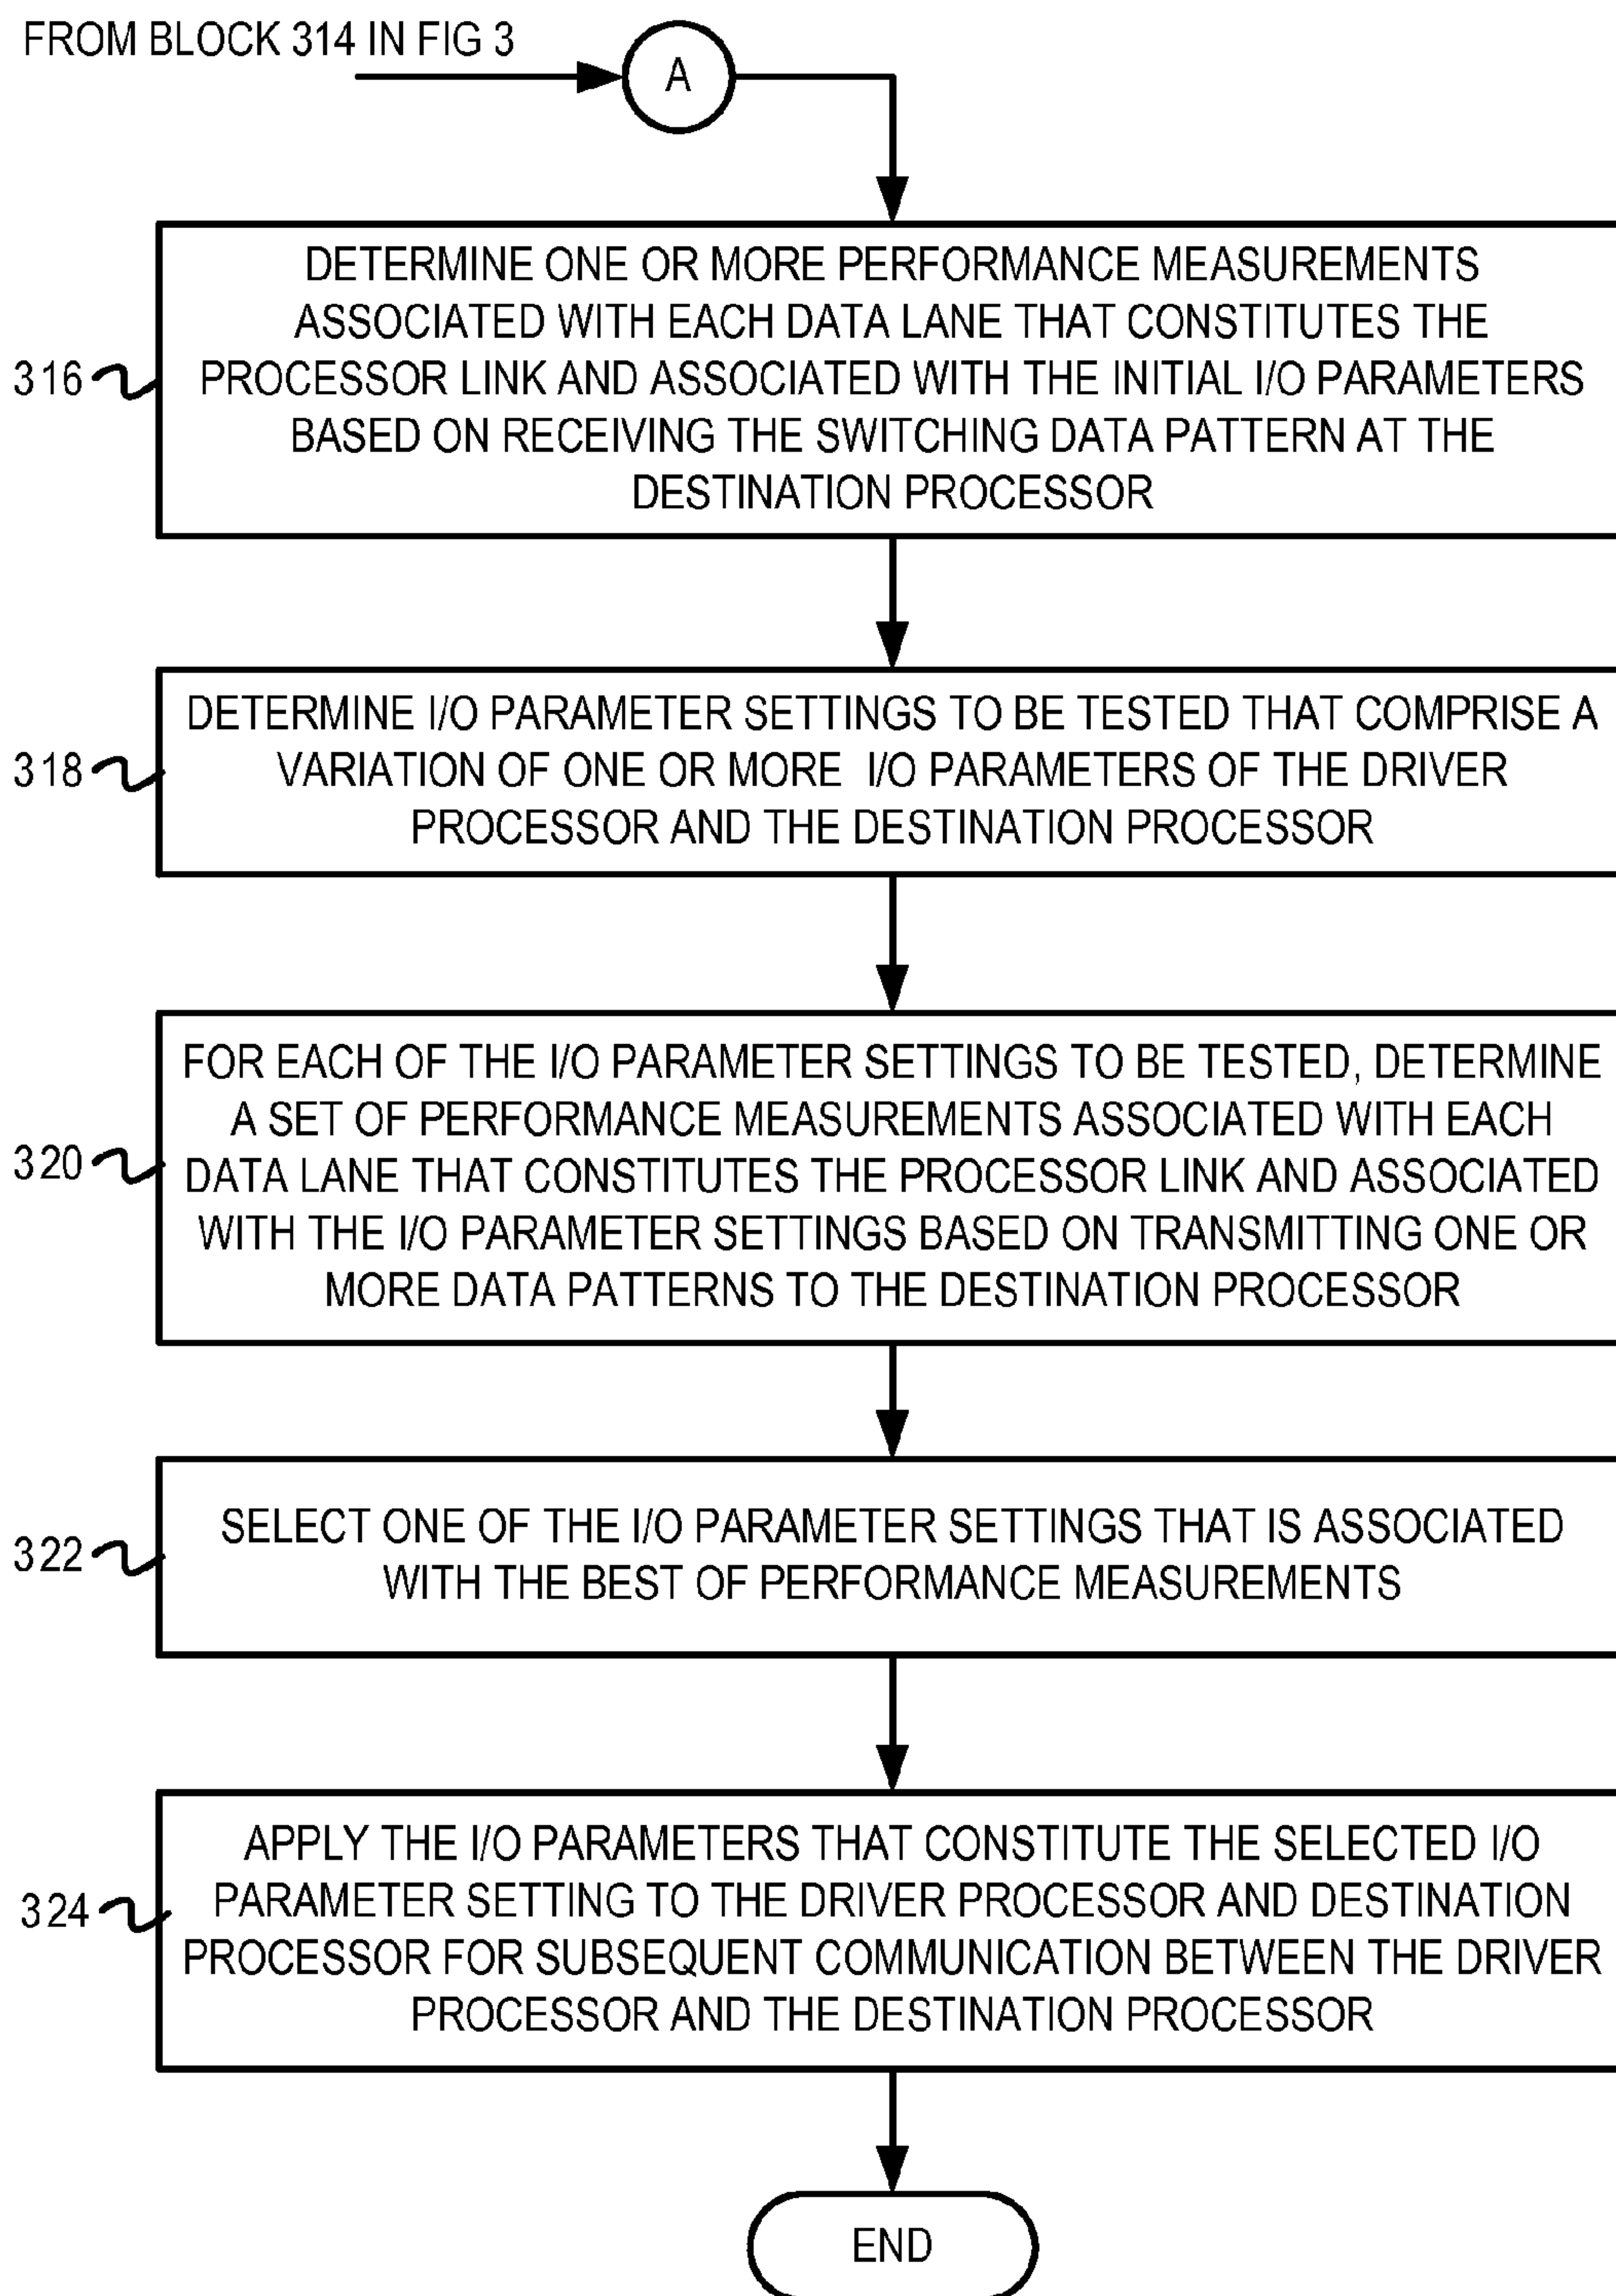 FROM BLOCK 314 IN FIG 3
A
DETERMINE ONE OR MORE PERFORMANCE MEASUREMENTS
ASSOCIATED WITH EACH DATA LANE THAT CONSTITUTES THE
316
PROCESSOR LINK AND ASSOCIATED WITH THE INITIAL I/O PARAMETERS
BASED ON RECEIVING THE SWITCHING DATA PATTERN AT THE
DESTINATION PROCESSOR
DETERMINE I/O PARAMETER SETTINGS TO BE TESTED THAT COMPRISE A
318
VARIATION OF ONE OR MORE I/O PARAMETERS OF THE DRIVER
PROCESSOR AND THE DESTINATION PROCESSOR
FOR EACH OF THE I/O PARAMETER SETTINGS TO BE TESTED, DETERMINE
A SET OF PERFORMANCE MEASUREMENTS ASSOCIATED WITH EACH
320
DATA LANE THAT CONSTITUTES THE PROCESSOR LINK AND ASSOCIATED
WITH THE I/O PARAMETER SETTINGS BASED ON TRANSMITTING ONE OR
MORE DATA PATTERNS TO THE DESTINATION PROCESSOR
322
SELECT ONE OF THE I/O PARAMETER SETTINGS THAT IS ASSOCIATED
WITH THE BEST OF PERFORMANCE MEASUREMENTS
APPLY THE I/O PARAMETERS THAT CONSTITUTE THE SELECTED I/O
324
PARAMETER SETTING TO THE DRIVER PROCESSOR AND DESTINATION
PROCESSOR FOR SUBSEQUENT COMMUNICATION BETWEEN THE DRIVER
PROCESSOR AND THE DESTINATION PROCESSOR
END